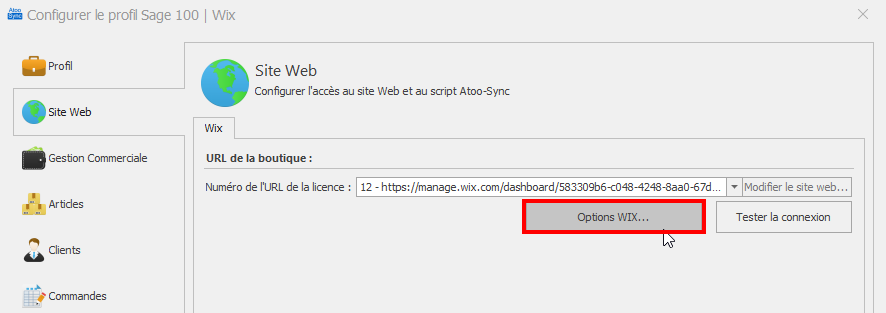 Atoo
Sync
Configurer le profil Sage 100 | Wix
Profil
Site Web
Gestion Commerciale
Articles
Clients
Commandes
Site Web
Configurer l'accès au site Web et au script Atoo-Sync
Wix
URL de la boutique :
Numéro de l'URL de la licence : 12 - https://manage.wix.com/dashboard/583309b6-c048-4248-8aa0-67d... Modifier le site web...
Options WIX... Tester la connexion